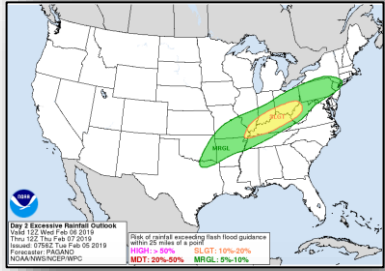 SLGT
MRGL
NOAA
Day 2 Excessive Rainfall Outlook
Valid 12Z Wed Feb 06 2019
Thru 12Z Thu Feb 07 2019
Issued: 0756Z Tue Feb 05 2019
Forecaster: PAGANO
NOAA/NWS/NCEP/WPC
Risk of rainfall exceeding flash flood guidance
within 25 miles of a point
HIGH: > 50% SLGT: 10%-20%
MDT: 20%-50% MRGL: 5%-10%